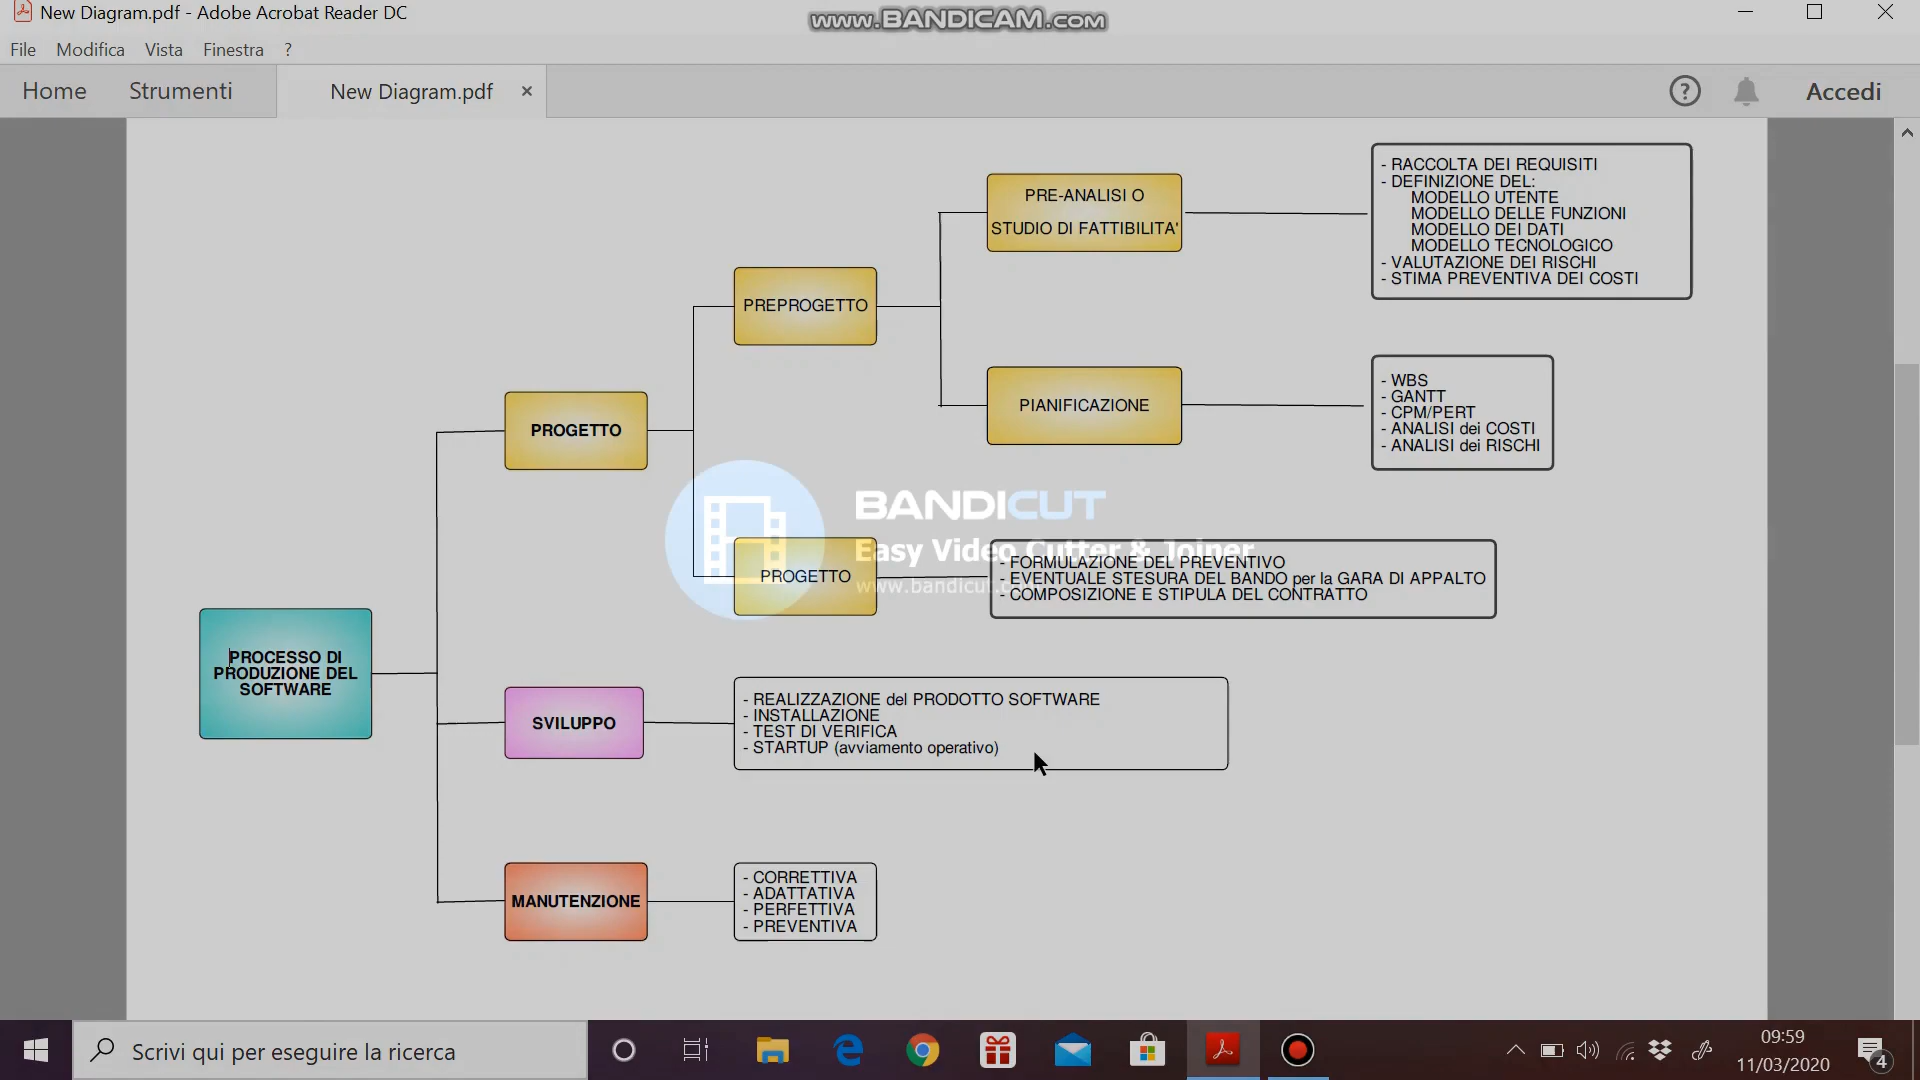 New Diagram.pdf - Adobe Acrobat Reader DC
www.BANDICAM.com
File Modifica Vista Finestra ?
Home Strumenti New Diagram.pdf × ? Accedi
- RACCOLTA DEI REQUISITI
- DEFINIZIONE DEL:
MODELLO UTENTE
MODELLO DELLE FUNZIONI
MODELLO DEI DATI
MODELLO TECNOLOGICO
- VALUTAZIONE DEI RISCHI
- STIMA PREVENTIVA DEI COSTI
PRE-ANALISI O
STUDIO DI FATTIBILITA'
PREPROGETTO
PIANIFICAZIONE
- WBS
- GANTT
- CPM/PERT
- ANALISI dei COSTI
- ANALISI dei RISCHI
PROGETTO
BANDICUT
Easy Video Cutter & Joiner
www.bandicut.
PROGETTO
- FORMULAZIONE DEL PREVENTIVO
- EVENTUALE STESURA DEL BANDO per la GARA DI APPALTO
- COMPOSIZIONE E STIPULA DEL CONTRATTO
PROCESSO DI
PRODUZIONE DEL
SOFTWARE
SVILUPPO
- REALIZZAZIONE del PRODOTTO SOFTWARE
- INSTALLAZIONE
- TEST DI VERIFICA
- STARTUP (avviamento operativo)
MANUTENZIONE
- CORRETTIVA
- ADATTATIVA
- PERFETTIVA
- PREVENTIVA
Scrivi qui per eseguire la ricerca
09:59
11/03/2020
4